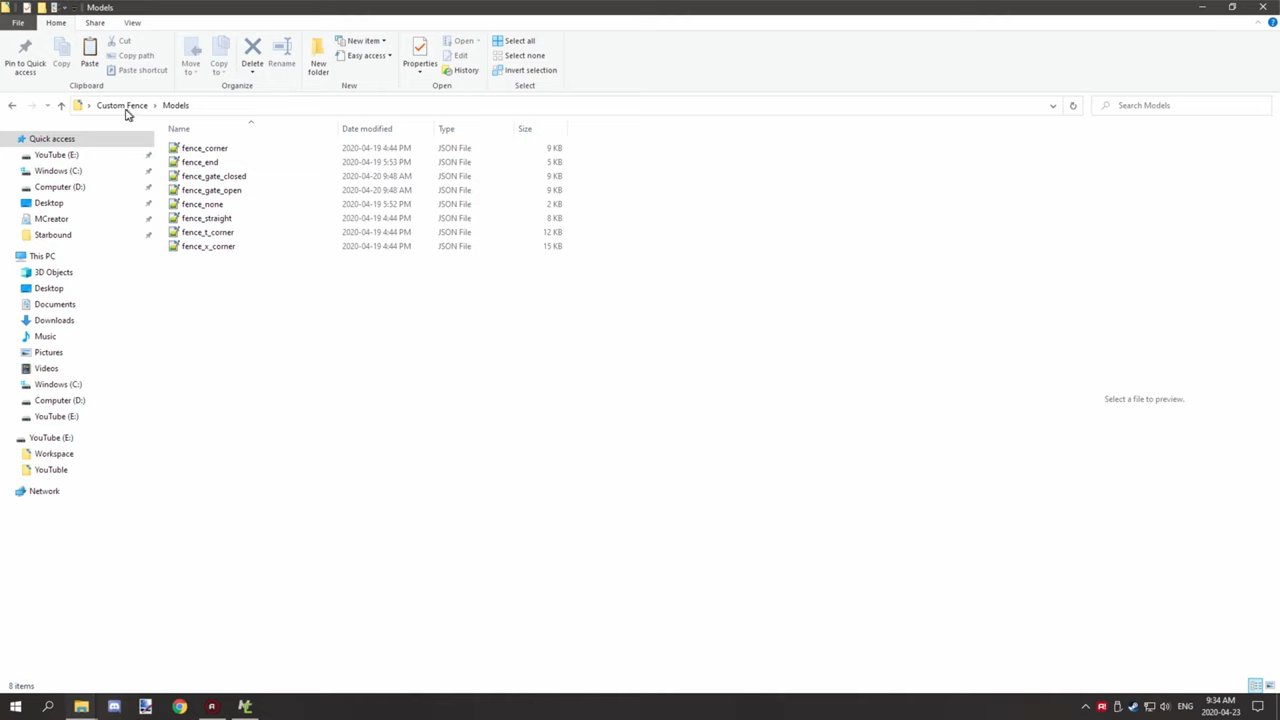 Models
File Home Share View
Pin to Quick access
Copy
Paste
Cut
Copy path
Paste shortcut
Clipboard
Move to
Copy to
Delete
Rename
Organize
New folder
New item
Easy access
New
Properties
Open
Edit
History
Open
Select all
Select none
Invert selection
Select
Custom Fence Models
Search Models
Name Date modified Type Size
fence_corner 2020-04-19 4:44 PM JSON File 9 KB
fence_end 2020-04-19 5:53 PM JSON File 5 KB
fence_gate_closed 2020-04-20 9:48 AM JSON File 9 KB
fence_gate_open 2020-04-20 9:48 AM JSON File 9 KB
fence_none 2020-04-19 5:52 PM JSON File 2 KB
fence_straight 2020-04-19 4:44 PM JSON File 8 KB
fence_t_corner 2020-04-19 4:44 PM JSON File 12 KB
fence_x_corner 2020-04-19 4:44 PM JSON File 15 KB
Quick access
YouTube (E:)
Windows (C:)
Computer (D:)
Desktop
MCreator
Starbound
This PC
3D Objects
Desktop
Documents
Downloads
Music
Pictures
Videos
Windows (C:)
Computer (D:)
YouTube (E:)
YouTube (E:)
Workspace
YouTuble
Network
Select a file to preview.
8 items
ENG
9:34 AM
2020-04-23